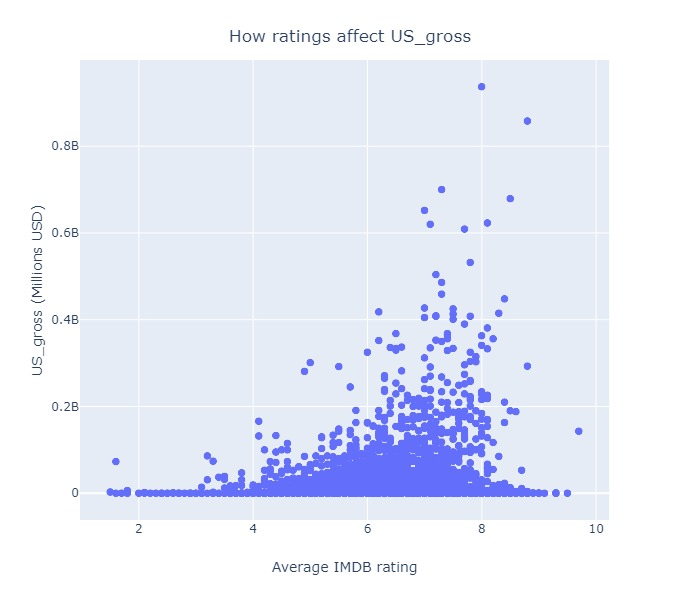 How ratings affect US_gross
US_gross (Millions USD)
0.8B
0.6B
0.4B
0.2B
0
2 4 6 8 10
Average IMDB rating